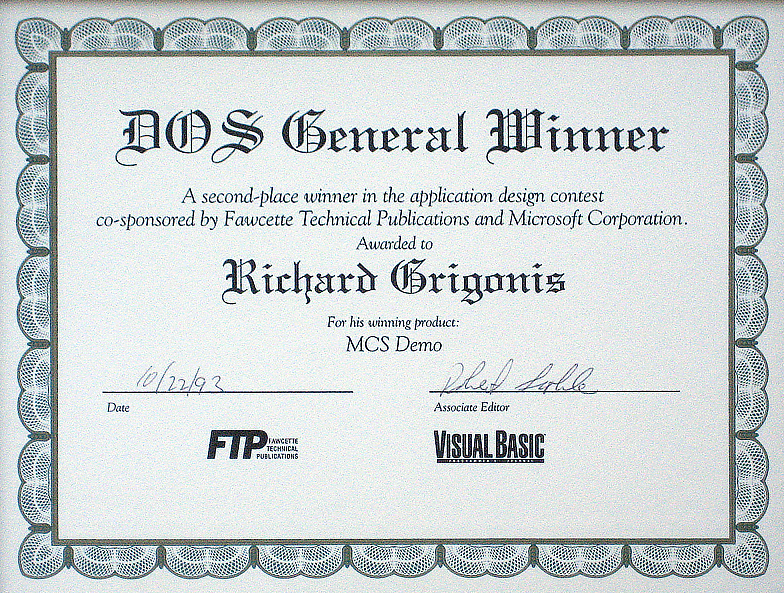 DOS General Winner
A second-place winner in the application design contest
co-sponsored by Fawcette Technical Publications and Microsoft Corporation.
Awarded to
Richard Grigonis
For his winning product:
MCS Demo
10/22/93
Date
Associate Editor
FTP FAWCETTE
TECHNICAL
PUBLICATIONS
VISUAL BASIC